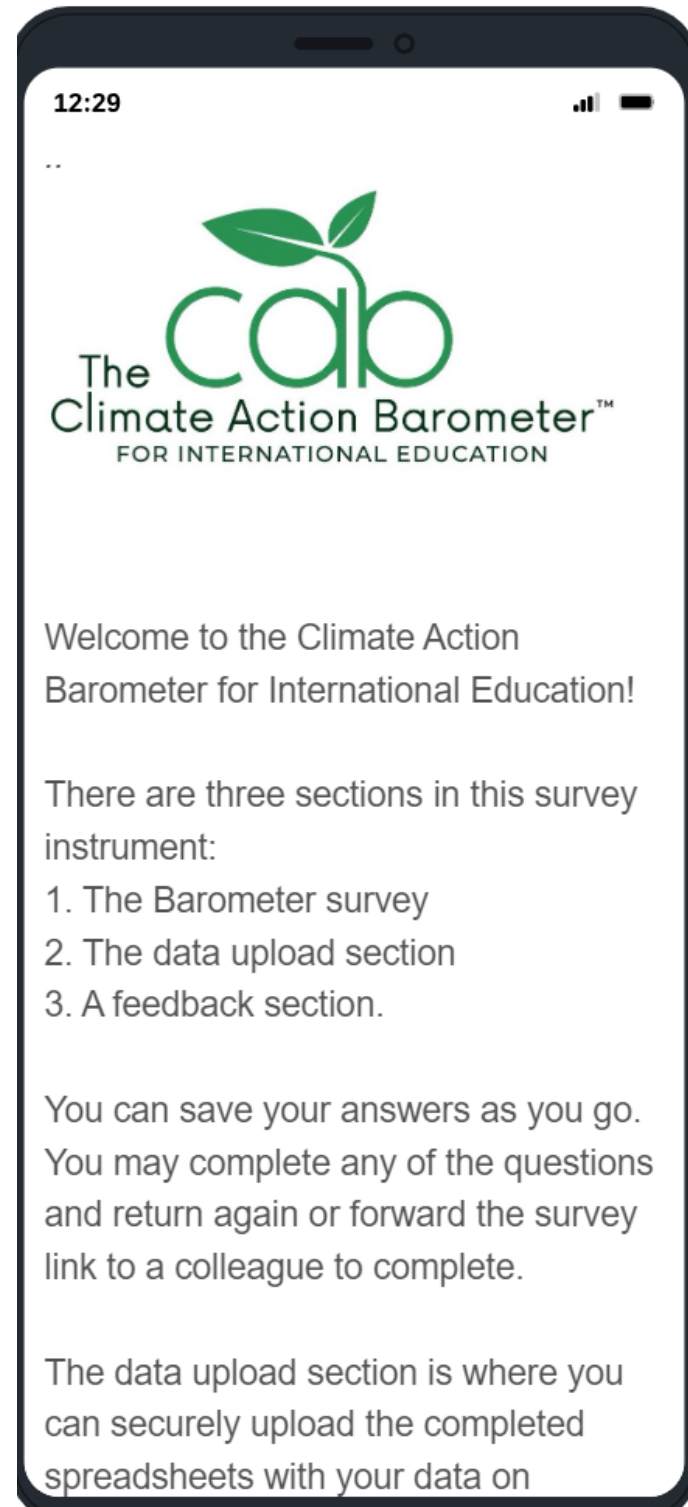 12:29
..
The cab
Climate Action Barometer™
FOR INTERNATIONAL EDUCATION
Welcome to the Climate Action
Barometer for International Education!
There are three sections in this survey
instrument:
1. The Barometer survey
2. The data upload section
3. A feedback section.
You can save your answers as you go.
You may complete any of the questions
and return again or forward the survey
link to a colleague to complete.
The data upload section is where you
can securely upload the completed
spreadsheets with your data on